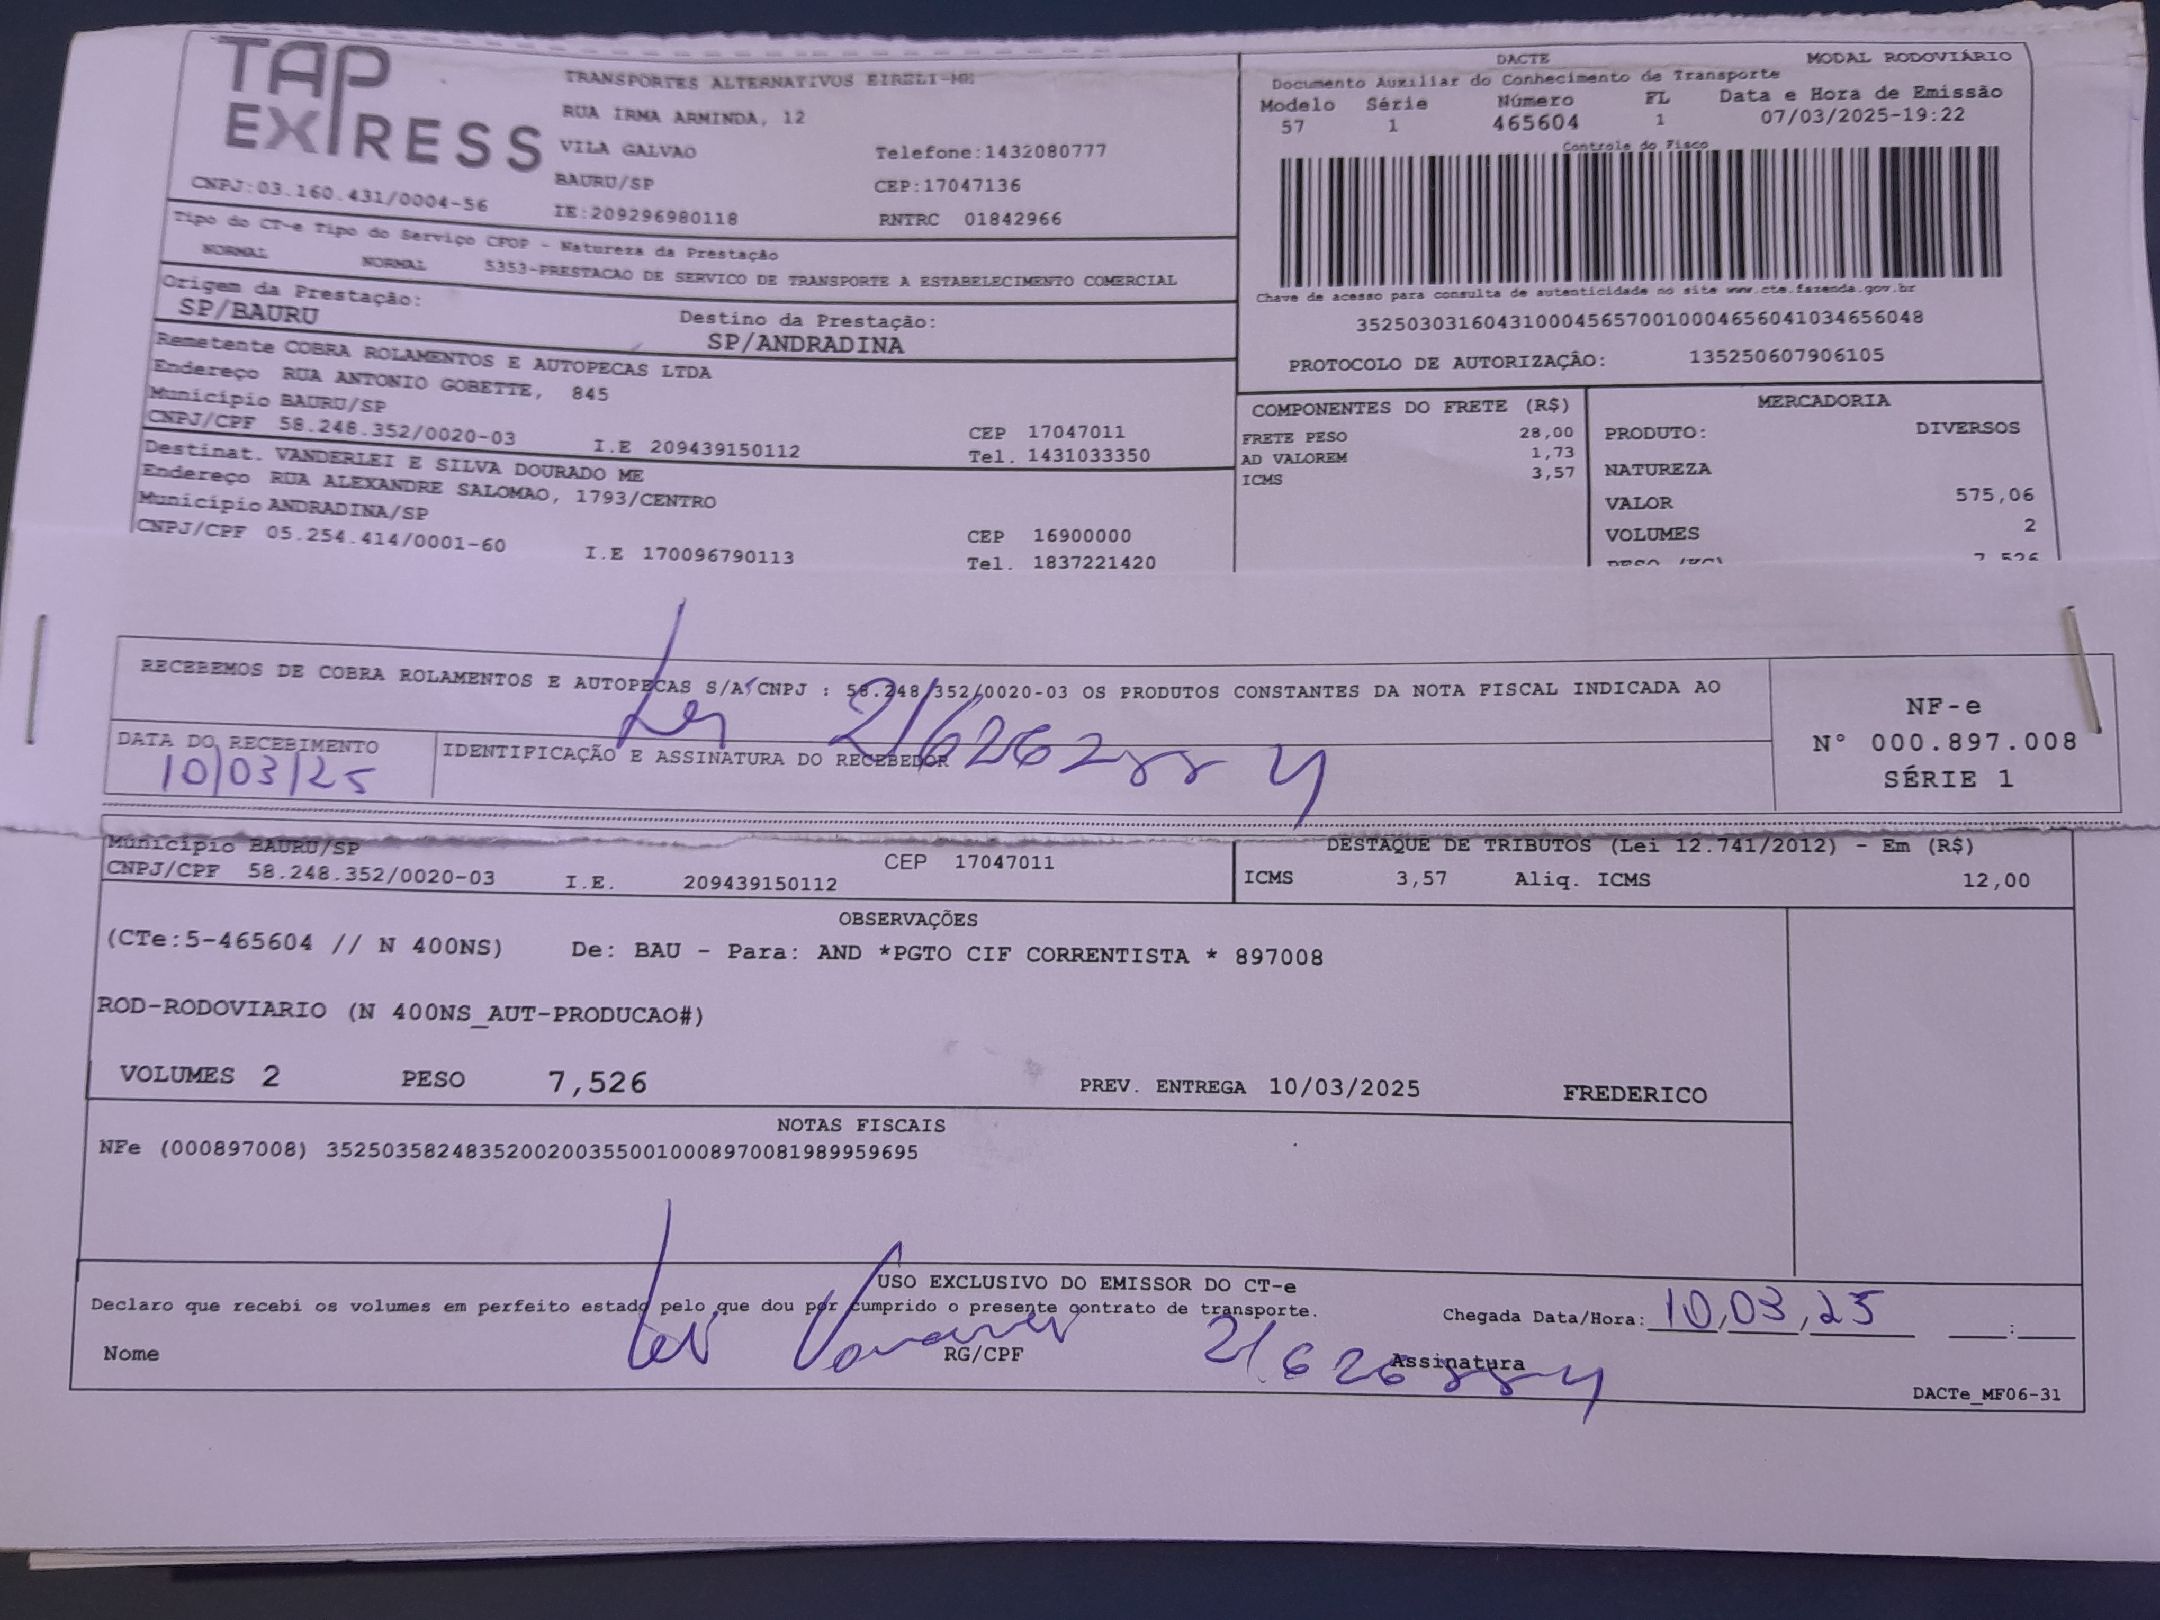 TAP EXPRESS
TRANSPORTES ALTERNATIVOS EIRELI-ME
RUA IRMA ARMINDA, 12
VILA GALVAO Telefone:1432080777
BAURU/SP CEP:17047136
CNPJ:03.160.431/0004-56 IE:209296980118 RNTRC 01842966
DACTE MODAL RODOVIÁRIO
Documento Auxiliar do Conhecimento de Transporte
Modelo Série Número FL Data e Hora de Emissão
57 1 465604 1 07/03/2025-19:22
Controle do Fisco
Chave de acesso para consulta de autenticidade no site www.cte.fazenda.gov.br
35250303160431000456570010004656041034656048
PROTOCOLO DE AUTORIZAÇÃO: 135250607906105
Tipo do CT-e Tipo do Serviço CFOP - Natureza da Prestação
NORMAL NORMAL 5353-PRESTACAO DE SERVICO DE TRANSPORTE A ESTABELECIMENTO COMERCIAL
Origem da Prestação: Destino da Prestação:
SP/BAURU SP/ANDRADINA
Remetente COBRA ROLAMENTOS E AUTOPECAS LTDA
Endereço RUA ANTONIO GOBETTE, 845
Município BAURU/SP CEP 17047011
CNPJ/CPF 58.248.352/0020-03 I.E 209439150112 Tel. 1431033350
Destinat. VANDERLEI E SILVA DOURADO ME
Endereço RUA ALEXANDRE SALOMAO, 1793/CENTRO
Município ANDRADINA/SP CEP 16900000
CNPJ/CPF 05.254.414/0001-60 I.E 170096790113 Tel. 1837221420
COMPONENTES DO FRETE (R$)
FRETE PESO 28,00
AD VALOREM 1,73
ICMS 3,57
MERCADORIA
PRODUTO: DIVERSOS
NATUREZA
VALOR 575,06
VOLUMES 2
PESO (KG) 7,526
RECEBEMOS DE COBRA ROLAMENTOS E AUTOPECAS S/A CNPJ : 58.248.352/0020-03 OS PRODUTOS CONSTANTES DA NOTA FISCAL INDICADA AO
DATA DO RECEBIMENTO IDENTIFICAÇÃO E ASSINATURA DO RECEBEDOR
10/03/25
NF-e
N° 000.897.008
SÉRIE 1
Município BAURU/SP CEP 17047011
CNPJ/CPF 58.248.352/0020-03 I.E. 209439150112
DESTAQUE DE TRIBUTOS (Lei 12.741/2012) - Em (R$)
ICMS 3,57 Aliq. ICMS 12,00
OBSERVAÇÕES
(CTe:5-465604 // N 400NS) De: BAU - Para: AND *PGTO CIF CORRENTISTA * 897008
ROD-RODOVIARIO (N 400NS_AUT-PRODUCAO#)
VOLUMES 2 PESO 7,526 PREV. ENTREGA 10/03/2025 FREDERICO
NOTAS FISCAIS
NFe (000897008) 35250358248352002003550010008970081989959695
USO EXCLUSIVO DO EMISSOR DO CT-e
Declaro que recebi os volumes em perfeito estado pelo que dou por cumprido o presente contrato de transporte. Chegada Data/Hora: 10,03,25 :
Nome RG/CPF Assinatura
DACTe_MF06-31